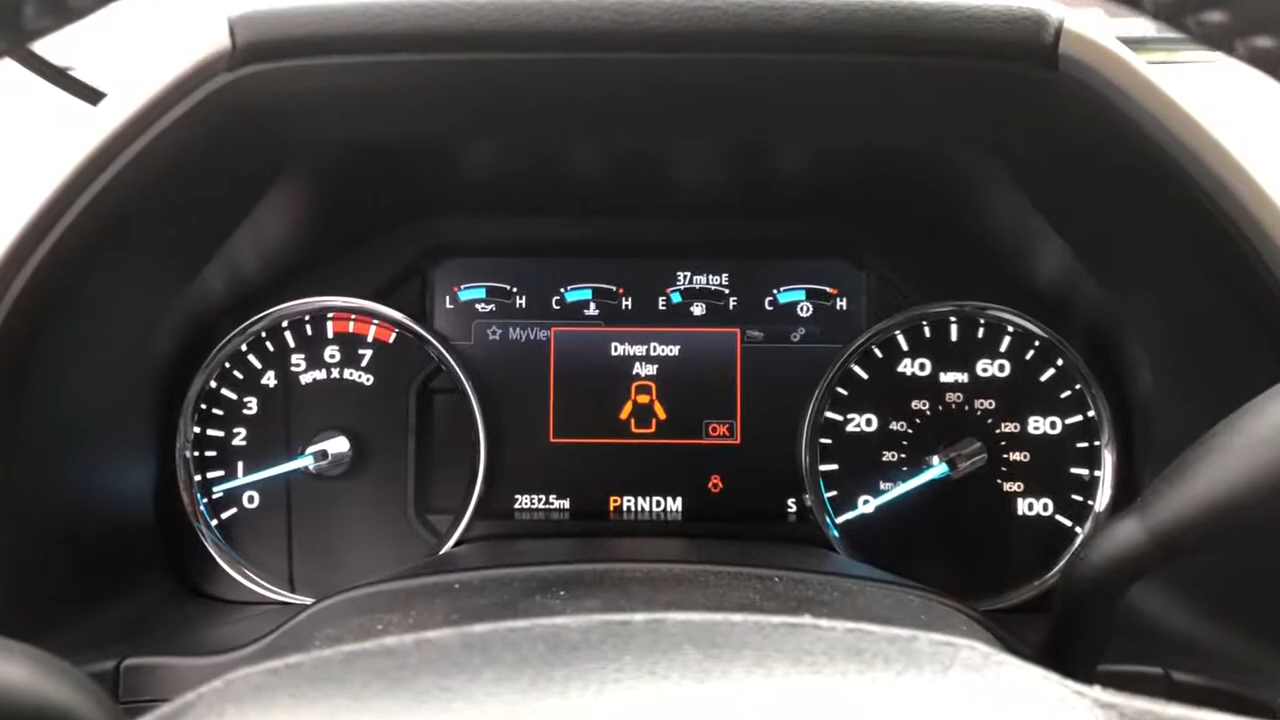 37 mi to E
L H C H E F C H
MyView
Driver Door
Ajar
OK
2832.5mi
PRNDM
S
0 1 2 3 4 5 6 7
RPM X 1000
0 20 40 60 80 100
MPH
20 40 60 80 100 120 140 160
km/h